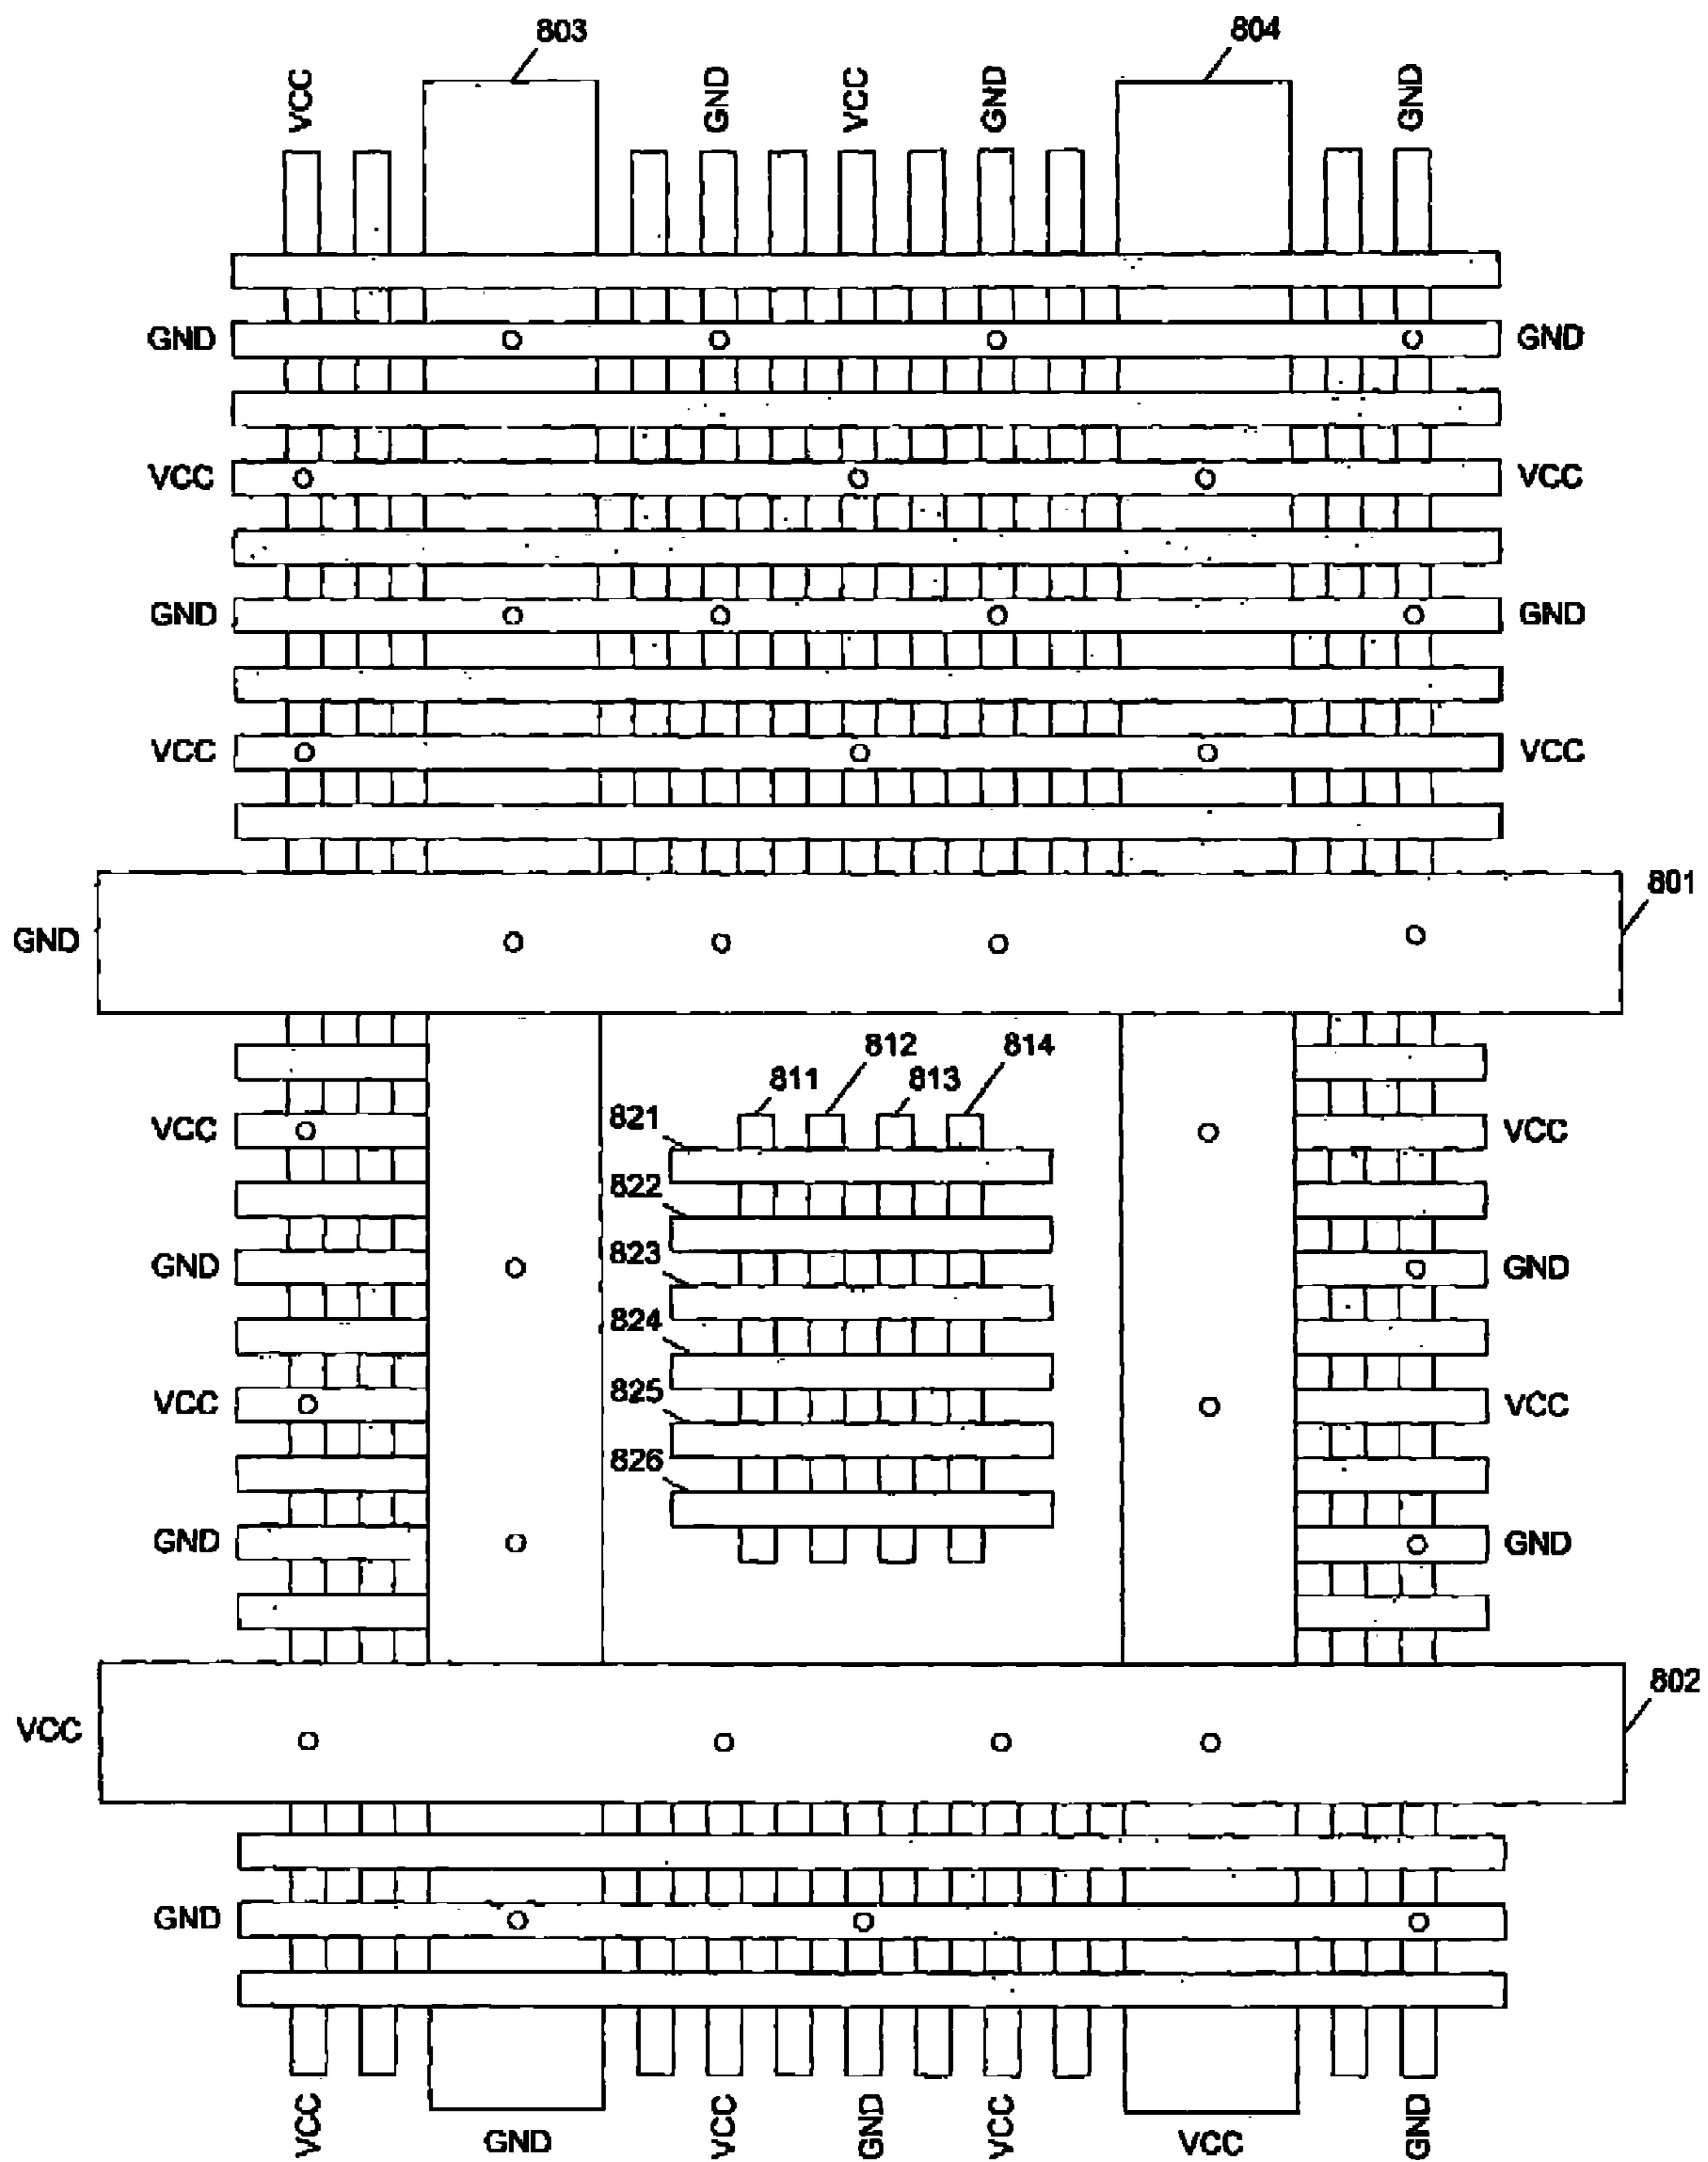 803
804
VCC
GND
VCC
GND
GND
GND
GND
VCC
VCC
GND
GND
VCC
VCC
801
GND
812
814
811
813
821
VCC
VCC
822
823
GND
GND
824
825
VCC
VCC
826
GND
GND
802
VCC
GND
VCC
GND
VCC
GND
VCC
VCC
GND